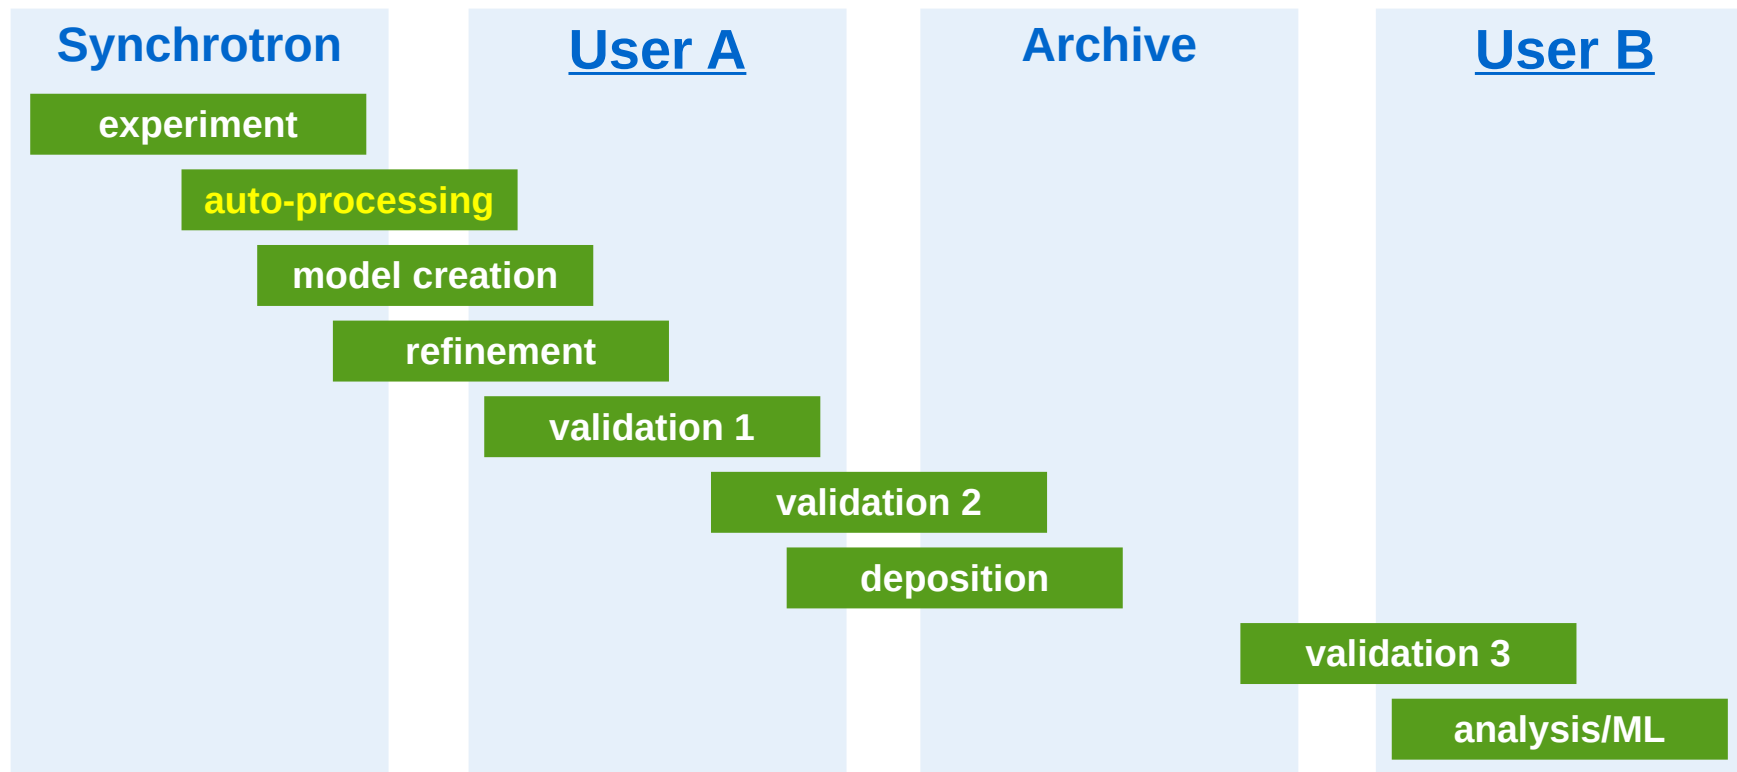 Synchrotron
User A
Archive
User B
experiment
auto-processing
model creation
refinement
validation 1
validation 2
deposition
validation 3
analysis/ML